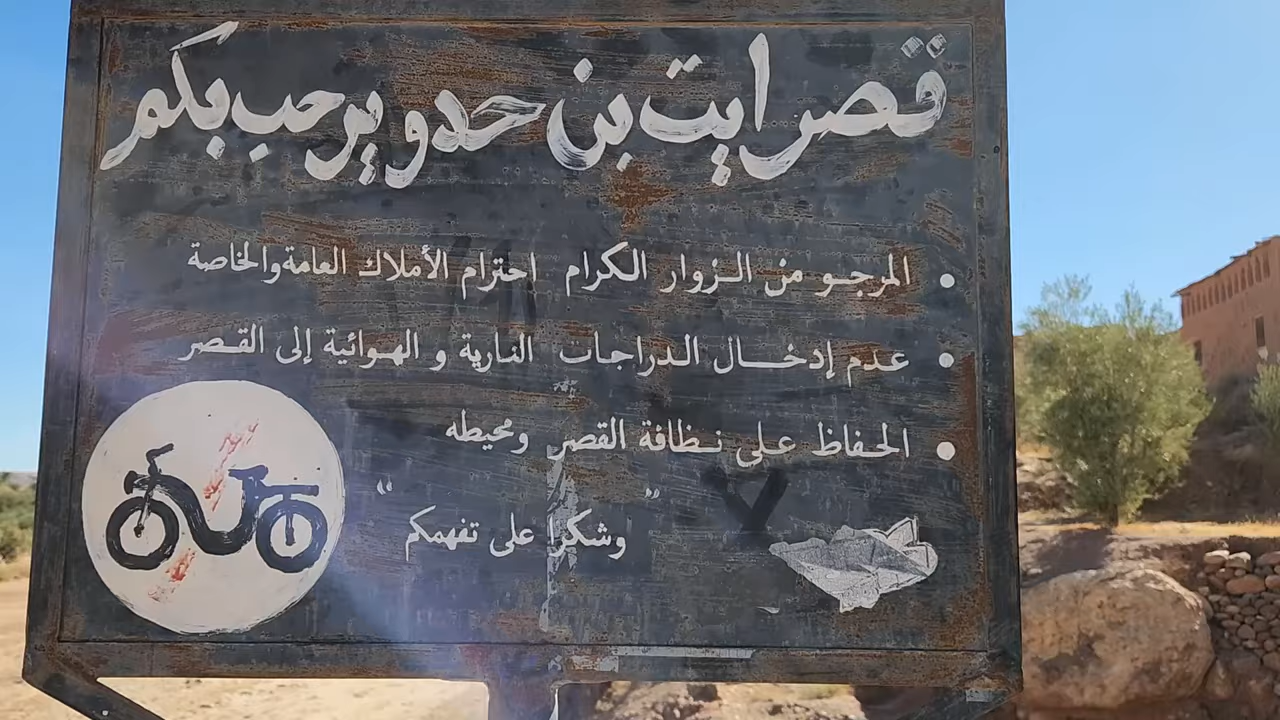 قصر ايت بن حدو يرحب بكم
• المرجو من الزوار الكرام احترام الأملاك العامة والخاصة
• عدم إدخال الدراجات النارية و الهوائية إلى القصر
• الحفاظ على نظافة القصر ومحيطه
" وشكرا على تفهمكم "